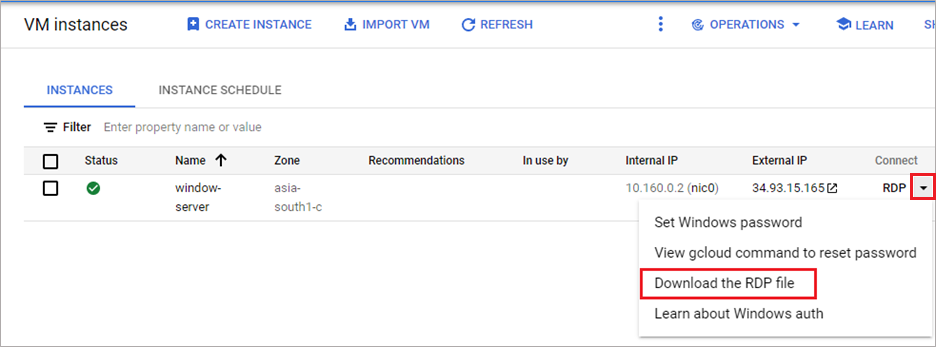 VM instances CREATE INSTANCE IMPORT VM REFRESH OPERATIONS LEARN SH
INSTANCES INSTANCE SCHEDULE
Filter Enter property name or value
Status Name Zone Recommendations In use by Internal IP External IP Connect
window- asia- 10.160.0.2 (nic0) 34.93.15.165 RDP
server south1-c
Set Windows password
View gcloud command to reset password
Download the RDP file
Learn about Windows auth